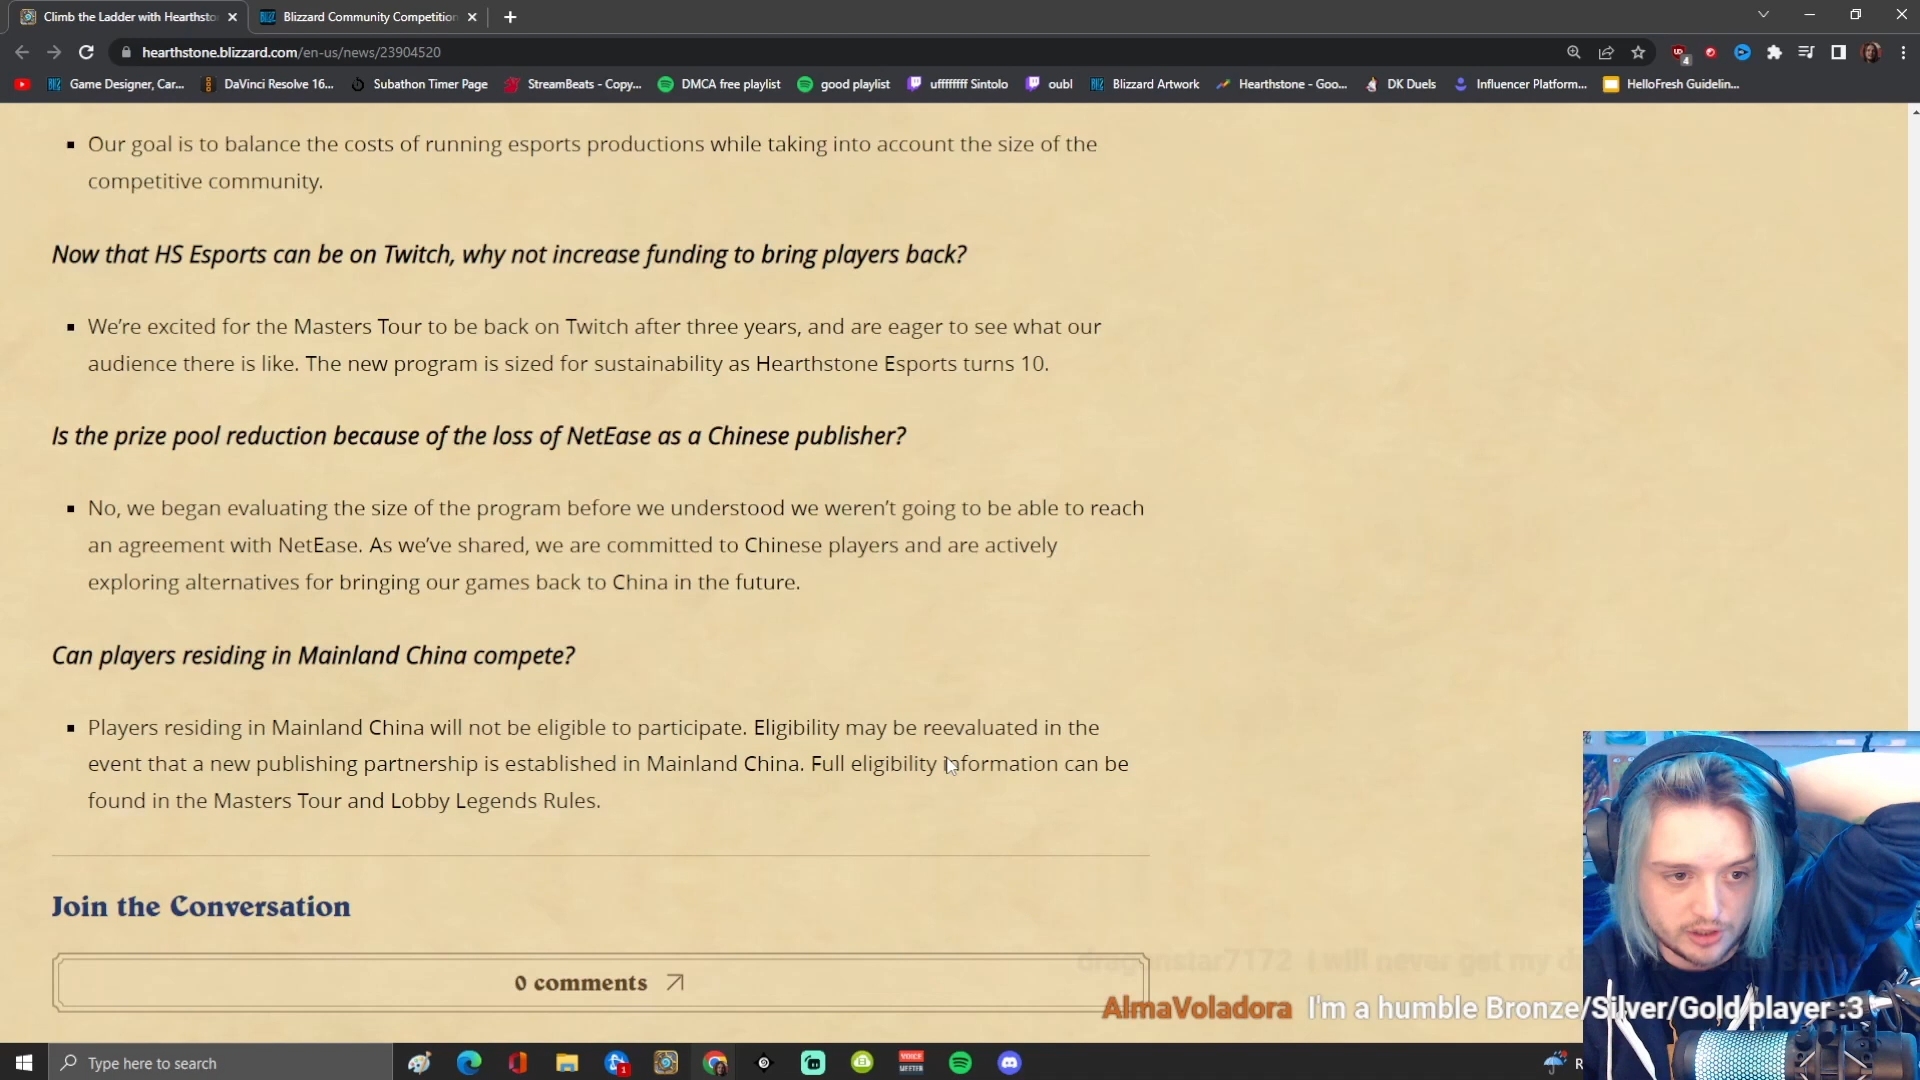 Climb the Ladder with Hearthsto
Blizzard Community Competition
hearthstone.blizzard.com/en-us/news/23904520
4
Game Designer, Car...
DaVinci Resolve 16...
Subathon Timer Page
StreamBeats - Copy...
DMCA free playlist
good playlist
uffffffff Sintolo
oubl
Blizzard Artwork
Hearthstone - Goo...
DK Duels
Influencer Platform...
HelloFresh Guidelin...
Our goal is to balance the costs of running esports productions while taking into account the size of the
competitive community.
Now that HS Esports can be on Twitch, why not increase funding to bring players back?
We’re excited for the Masters Tour to be back on Twitch after three years, and are eager to see what our
audience there is like. The new program is sized for sustainability as Hearthstone Esports turns 10.
Is the prize pool reduction because of the loss of NetEase as a Chinese publisher?
No, we began evaluating the size of the program before we understood we weren’t going to be able to reach
an agreement with NetEase. As we’ve shared, we are committed to Chinese players and are actively
exploring alternatives for bringing our games back to China in the future.
Can players residing in Mainland China compete?
Players residing in Mainland China will not be eligible to participate. Eligibility may be reevaluated in the
event that a new publishing partnership is established in Mainland China. Full eligibility information can be
found in the Masters Tour and Lobby Legends Rules.
Join the Conversation
0 comments
dragonstar7172 I will never get my
AlmaVoladora I'm a humble Bronze/Silver/Gold player :3
Type here to search
1
VOICE
MEETER
R